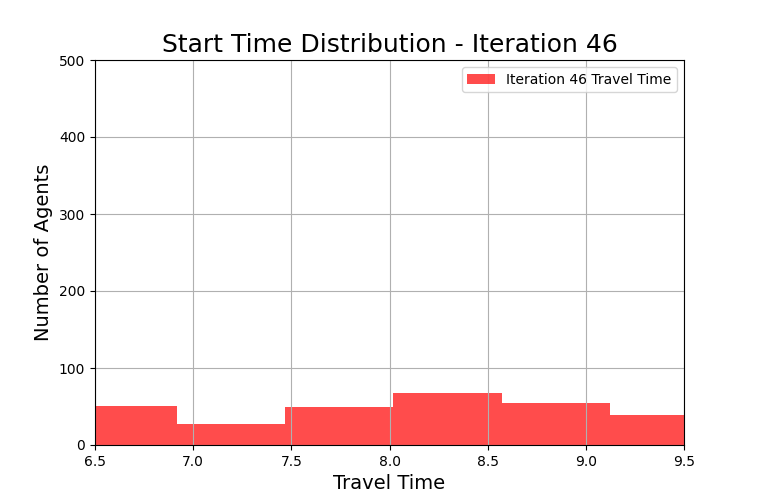 Start Time Distribution - Iteration 46
500
Iteration 46 Travel Time
400
300
200
100
0
Number of Agents
6.5 7.0 7.5 8.0 8.5 9.0 9.5
Travel Time